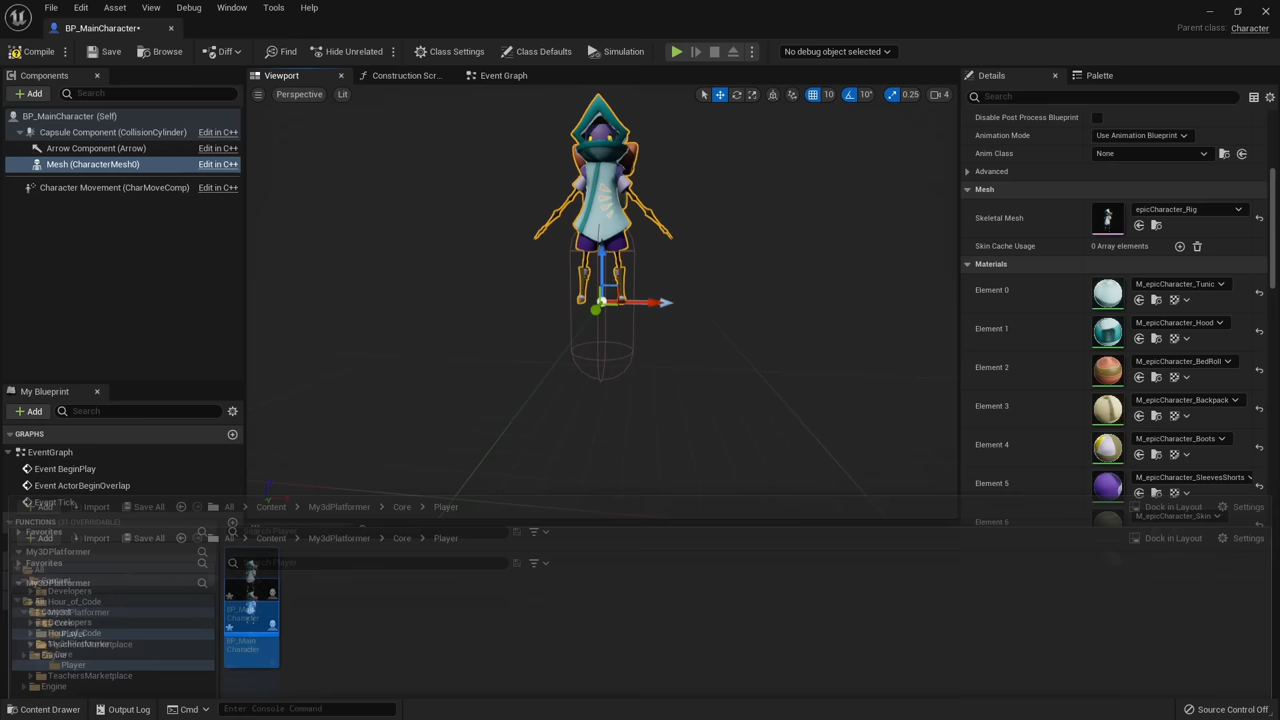 File Edit Asset View Debug Window Tools Help
BP_MainCharacter*
Parent class: Character
Compile Save Browse Diff Find Hide Unrelated Class Settings Class Defaults Simulation No debug object selected
Components
Add Search
BP_MainCharacter (Self)
Capsule Component (CollisionCylinder) Edit in C++
Arrow Component (Arrow) Edit in C++
Mesh (CharacterMesh0) Edit in C++
Character Movement (CharMoveComp) Edit in C++
My Blueprint
Add Search
GRAPHS
EventGraph
Event BeginPlay
Event ActorBeginOverlap
Event Tick
FUNCTIONS (31 OVERRIDABLE)
Viewport Construction Scr... Event Graph
Perspective Lit 10 10° 0.25 4
Details Palette
Search
Disable Post Process Blueprint
Animation Mode Use Animation Blueprint
Anim Class None
Advanced
Mesh
Skeletal Mesh epicCharacter_Rig
Skin Cache Usage 0 Array elements
Materials
Element 0 M_epicCharacter_Tunic
Element 1 M_epicCharacter_Hood
Element 2 M_epicCharacter_BedRoll
Element 3 M_epicCharacter_Backpack
Element 4 M_epicCharacter_Boots
Element 5 M_epicCharacter_SleevesShorts
Element 6 M_epicCharacter_Skin
Add Import Save All All Content My3DPlatformer Core Player Dock in Layout Settings
Favorites Search Player
Add Import Save All All Content My3DPlatformer Core Player Dock in Layout Settings
My3DPlatformer
Favorites Search Player
All
My3DPlatformer
Developers
Hour_of_Code
My3DPlatformer
Developers
Hour_of_Code Player
TeachersMarketplace
Engine Core
Player
TeachersMarketplace
Engine
BP_Main
Character
BP_Main
Character
Content Drawer Output Log Cmd Enter Console Command Source Control Off